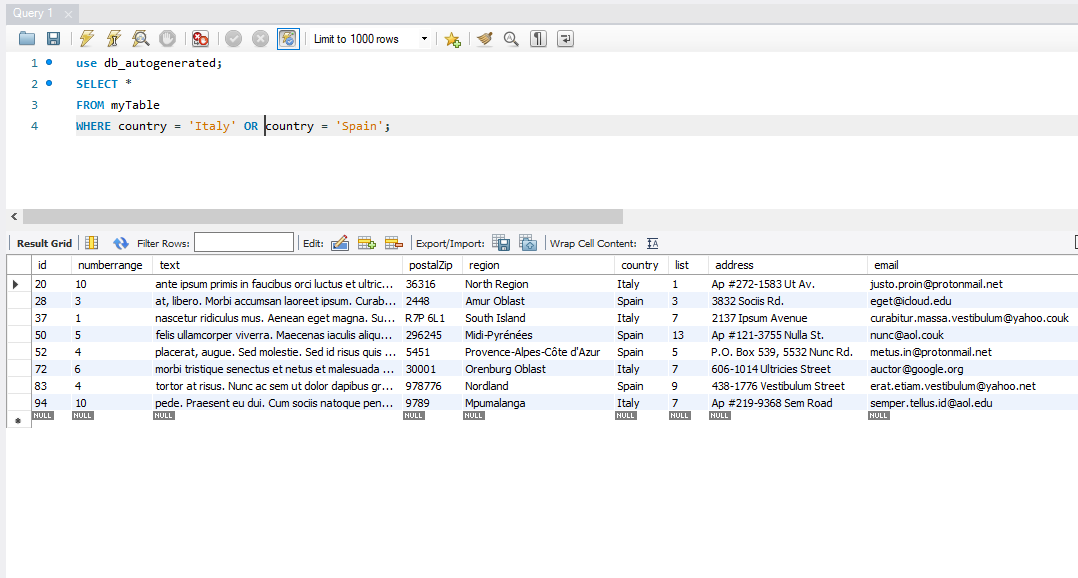 Query 1
Limit to 1000 rows
1 use db_autogenerated;
2 SELECT *
3 FROM myTable
4 WHERE country = 'Italy' OR country = 'Spain';
Result Grid Filter Rows: Edit: Export/Import: Wrap Cell Content:
id numberrange text postalZip region country list address email
20 10 ante ipsum primis in faucibus orci luctus et ultric... 36316 North Region Italy 1 Ap #272-1583 Ut Av. justo.proin@protonmail.net
28 3 at, libero. Morbi accumsan laoreet ipsum. Curab... 2448 Amur Oblast Spain 3 3832 Sociis Rd. eget@icloud.edu
37 1 nascetur ridiculus mus. Aenean eget magna. Su... R7P 6L1 South Island Italy 7 2137 Ipsum Avenue curabitur.massa.vestibulum@yahoo.couk
50 5 felis ullamcorper viverra. Maecenas iaculis aliqu... 296245 Midi-Pyrénées Spain 13 Ap #121-3755 Nulla St. nunc@aol.couk
52 4 placerat, augue. Sed molestie. Sed id risus quis ... 5451 Provence-Alpes-Côte d'Azur Spain 5 P.O. Box 539, 5532 Nunc Rd. metus.in@protonmail.net
72 6 morbi tristique senectus et netus et malesuada ... 30001 Orenburg Oblast Italy 7 606-1014 Ultricies Street auctor@google.org
83 4 tortor at risus. Nunc ac sem ut dolor dapibus gr... 978776 Nordland Spain 9 438-1776 Vestibulum Street erat.etiam.vestibulum@yahoo.net
94 10 pede. Praesent eu dui. Cum sociis natoque pen... 9789 Mpumalanga Italy 7 Ap #219-9368 Sem Road semper.tellus.id@aol.edu
NULL NULL NULL NULL NULL NULL NULL NULL NULL